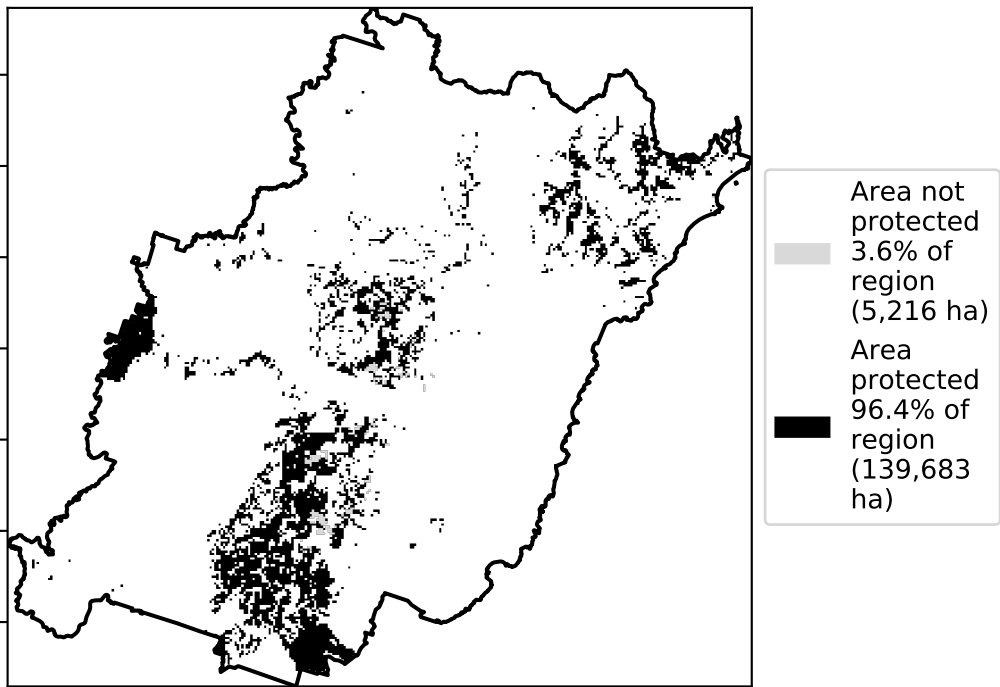 Area not
protected
3.6% of
region
(5,216 ha)
Area
protected
96.4% of
region
(139,683
ha)